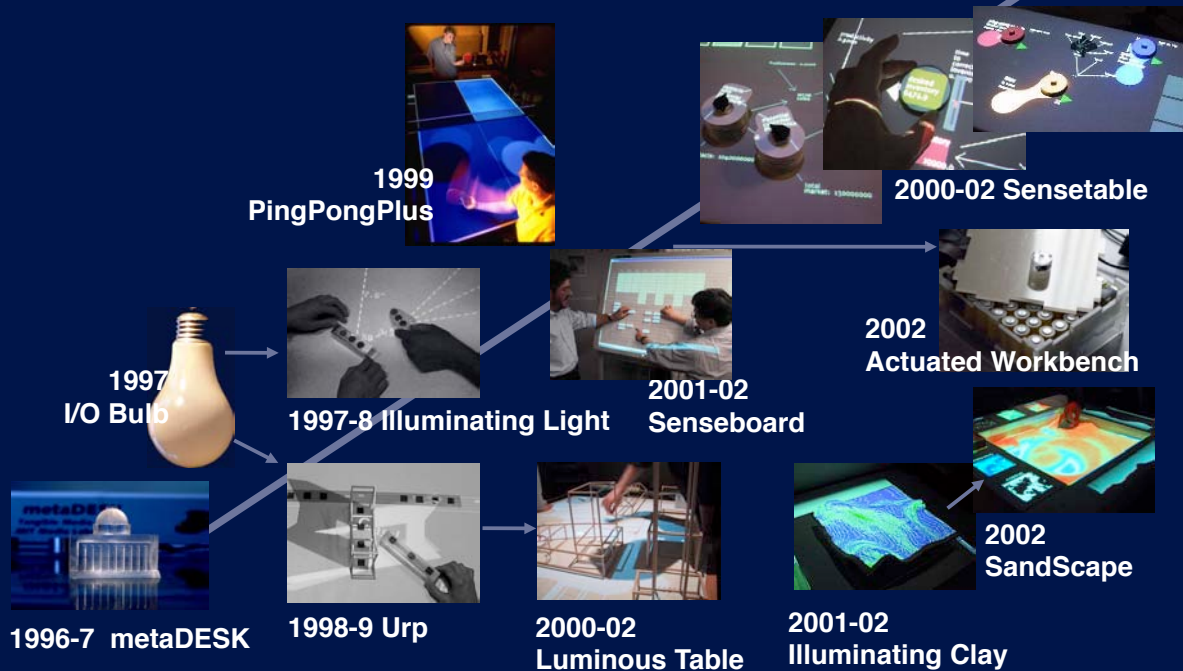 1999
PingPongPlus
2000-02 Sensetable
2002
Actuated Workbench
1997
I/O Bulb
1997-8 Illuminating Light
2001-02
Senseboard
metaDESK
2002
SandScape
1996-7 metaDESK
1998-9 Urp
2000-02
Luminous Table
2001-02
Illuminating Clay